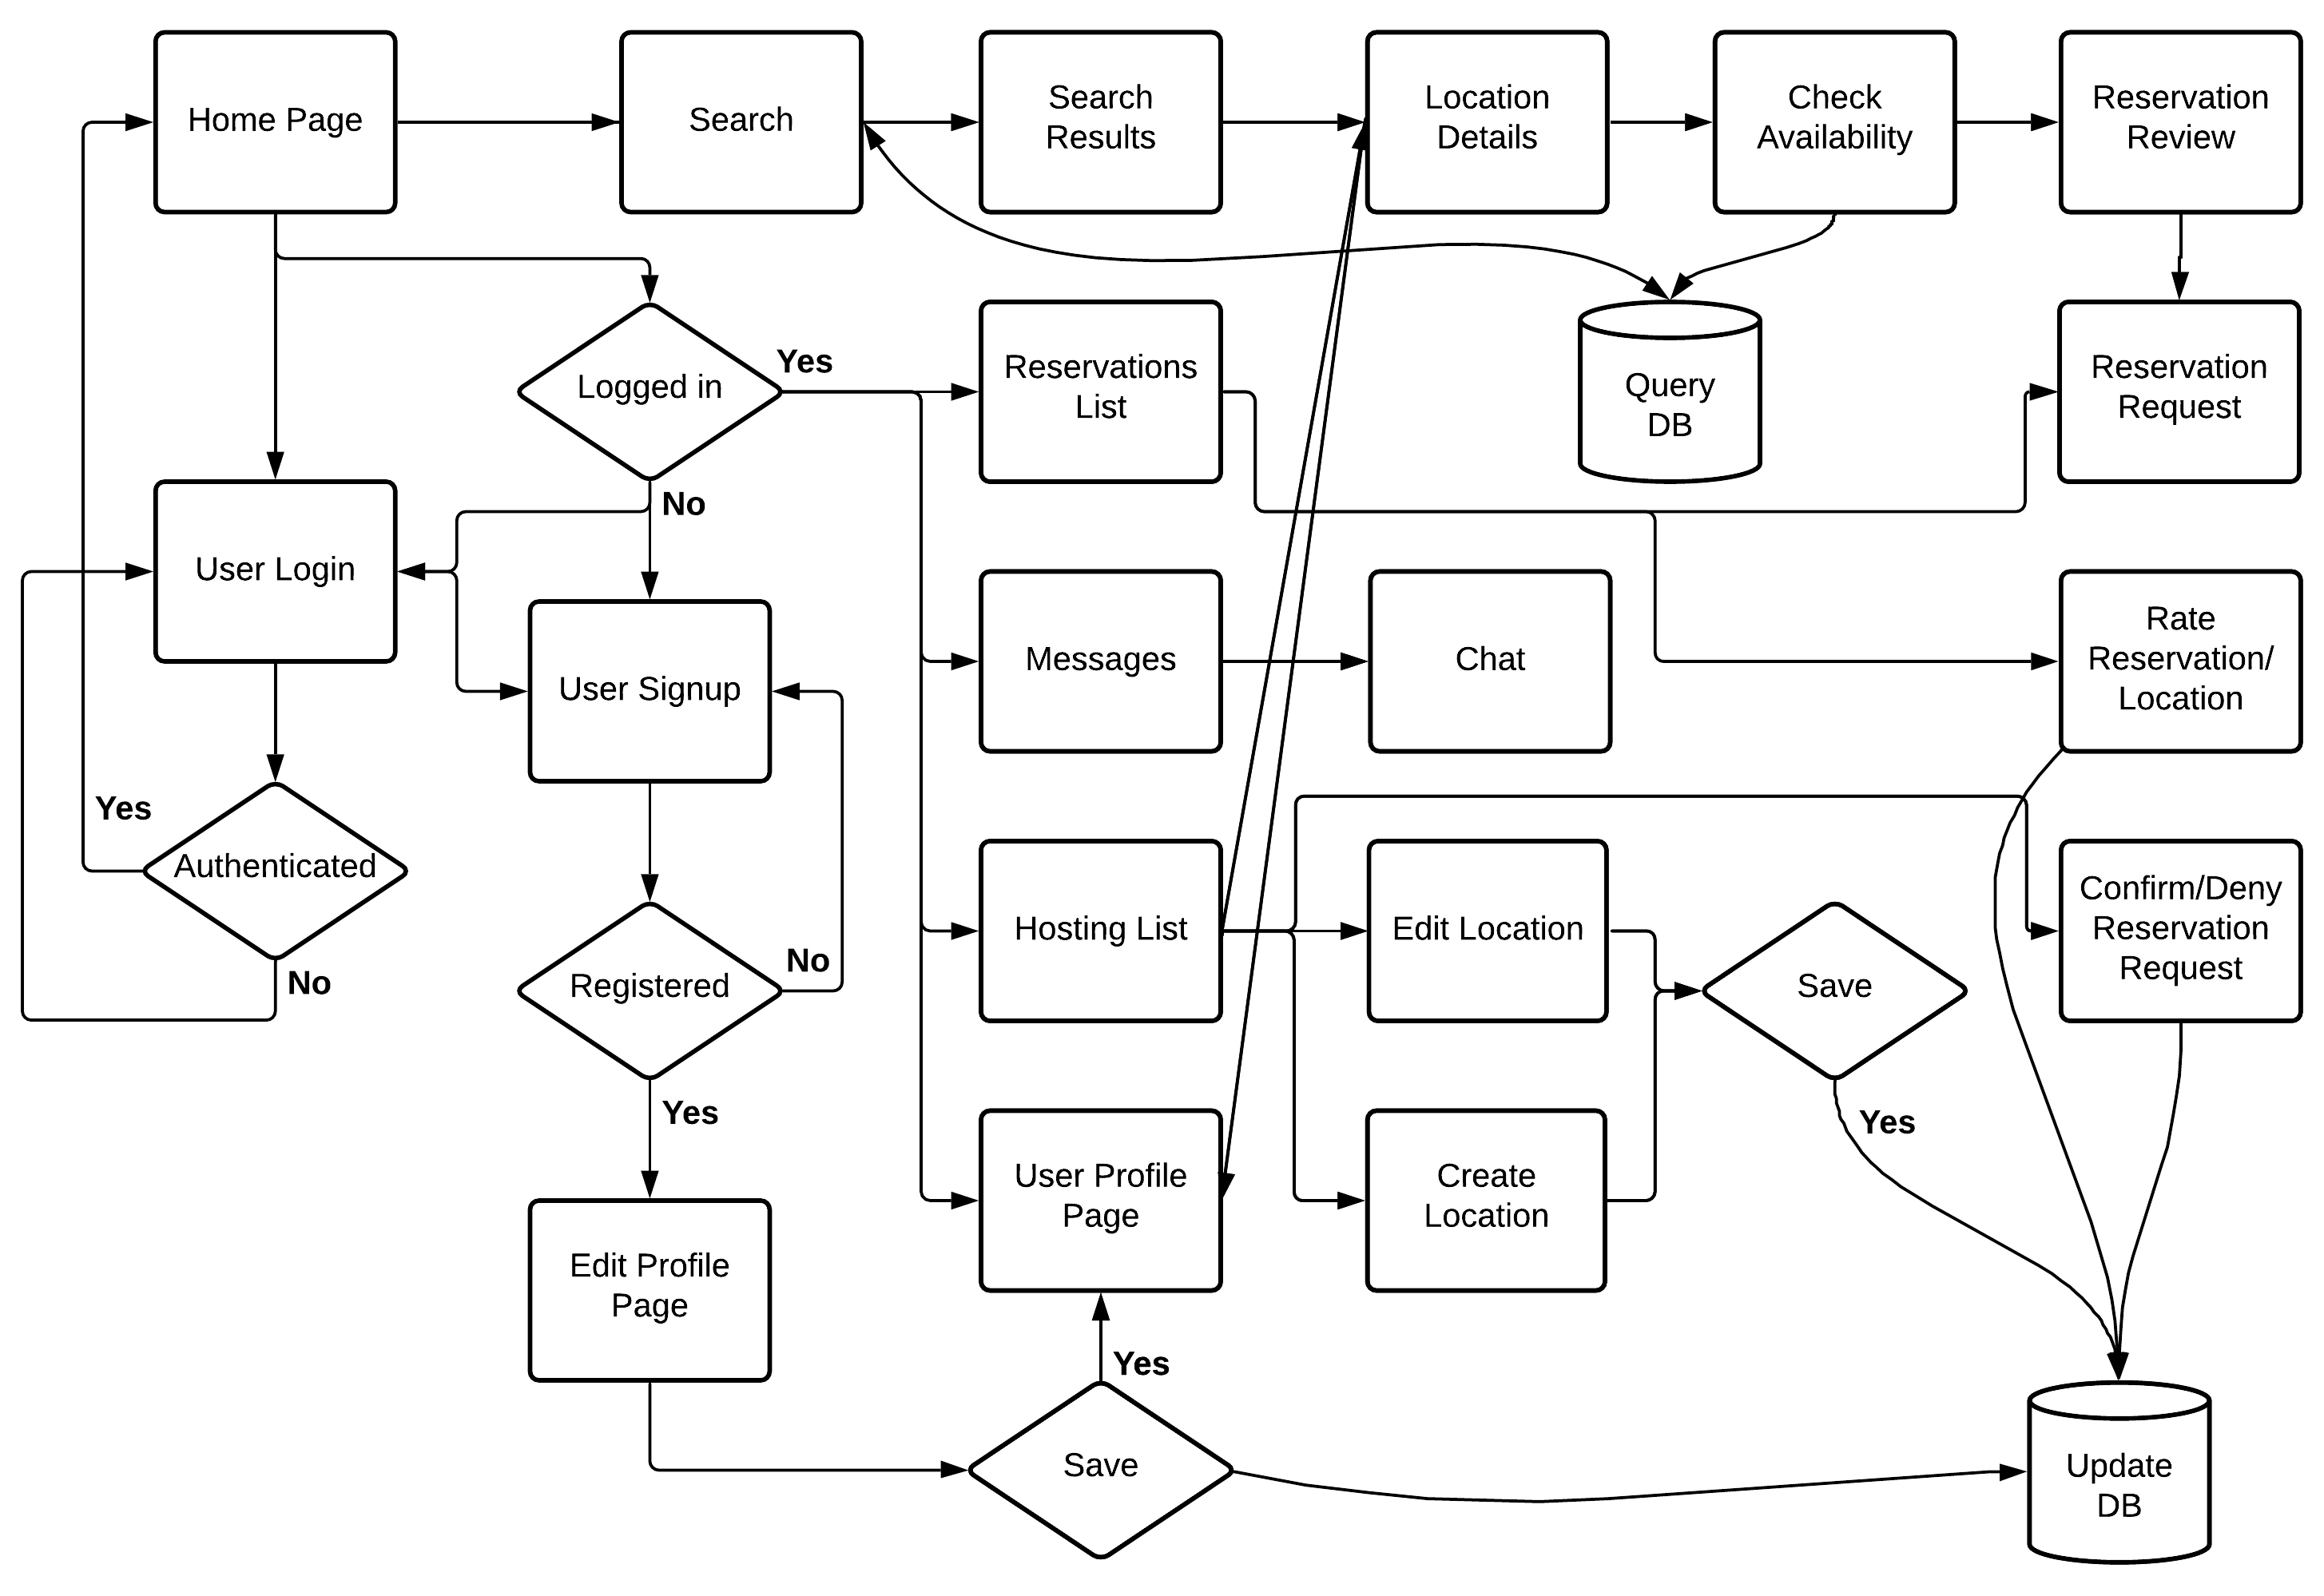 Home Page
Search
Search
Results
Location
Details
Check
Availability
Reservation
Review
Logged in
Yes
No
Reservations
List
Query
DB
Reservation
Request
User Login
User Signup
Messages
Chat
Rate
Reservation/
Location
Yes
Authenticated
No
Registered
No
Yes
Hosting List
Edit Location
Save
Yes
Confirm/Deny
Reservation
Request
Edit Profile
Page
User Profile
Page
Create
Location
Yes
Save
Update
DB